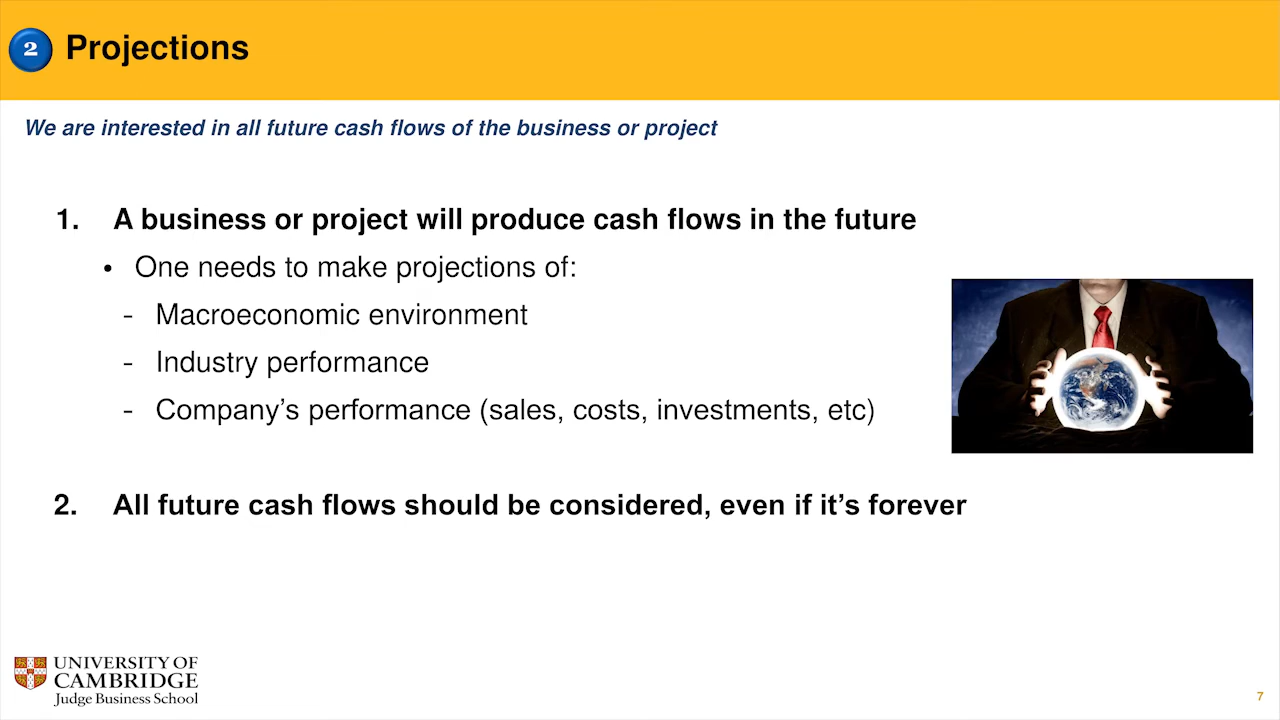 2 Projections
We are interested in all future cash flows of the business or project
1. A business or project will produce cash flows in the future
• One needs to make projections of:
- Macroeconomic environment
- Industry performance
- Company’s performance (sales, costs, investments, etc)
2. All future cash flows should be considered, even if it’s forever
UNIVERSITY OF
CAMBRIDGE
Judge Business School
7